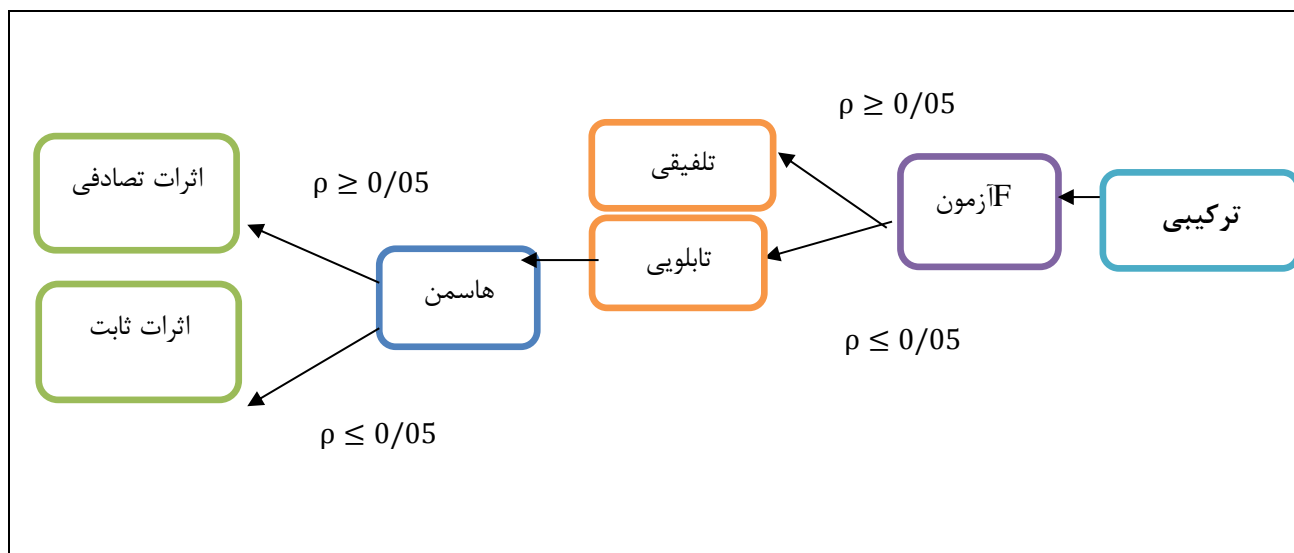 ترکیبی
آزمونF
ρ ≥ 0/05
تلفیقی
تابلویی
ρ ≤ 0/05
هاسمن
ρ ≥ 0/05
اثرات تصادفی
اثرات ثابت
ρ ≤ 0/05